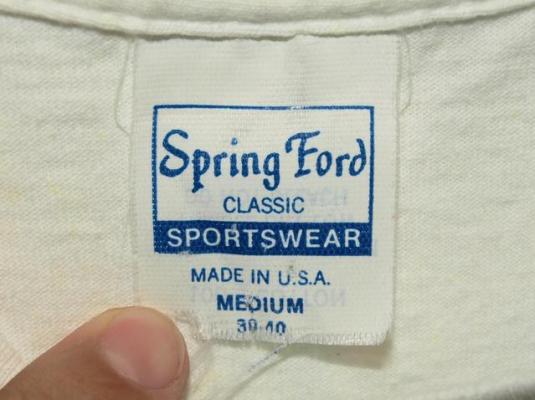 Spring Ford
CLASSIC
SPORTSWEAR
MADE IN U.S.A.
MEDIUM
38-40